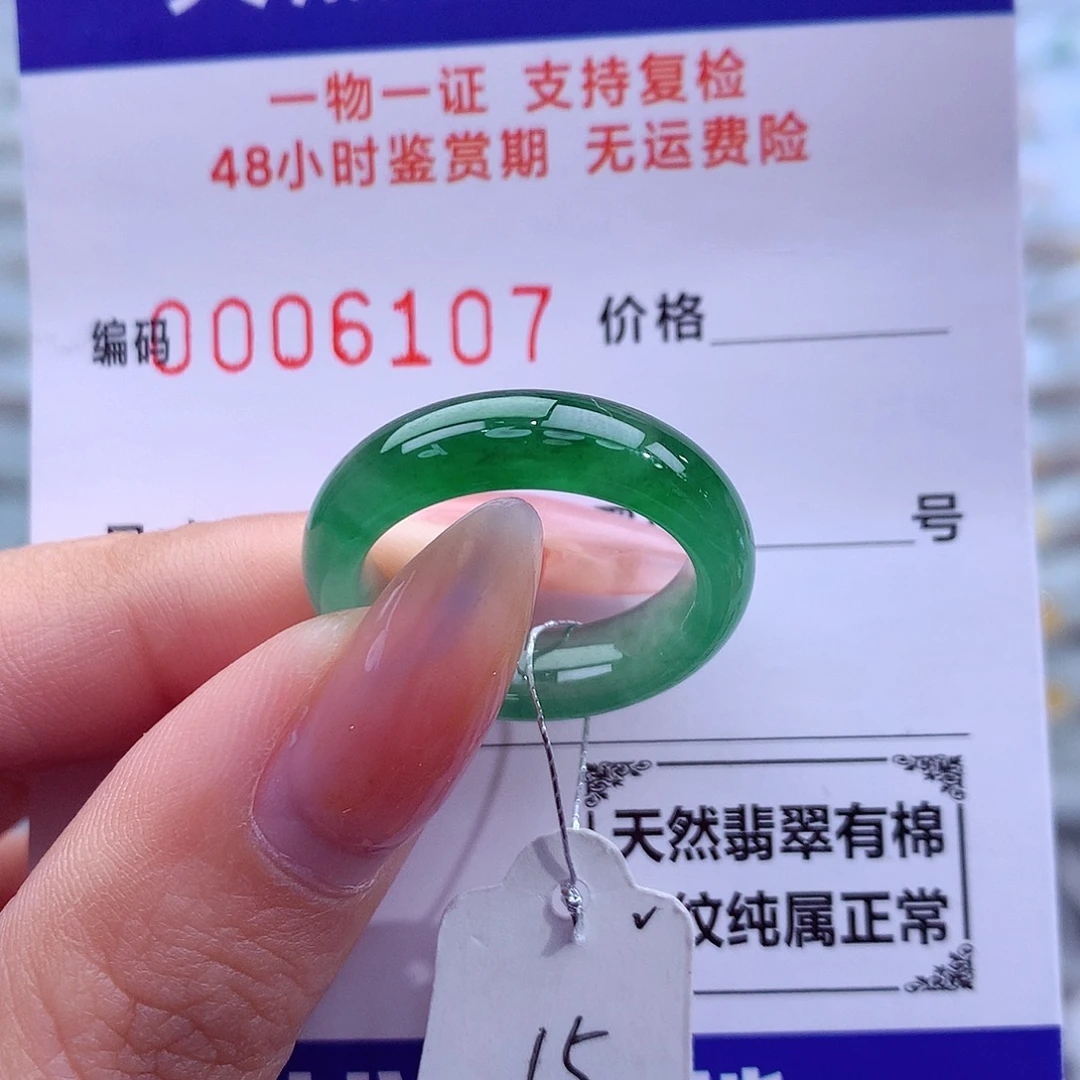 一物一证 支持复检
48小时鉴赏期 无运费险
编码0006107 价格
号
天然翡翠有棉
纹纯属正常
✓
15